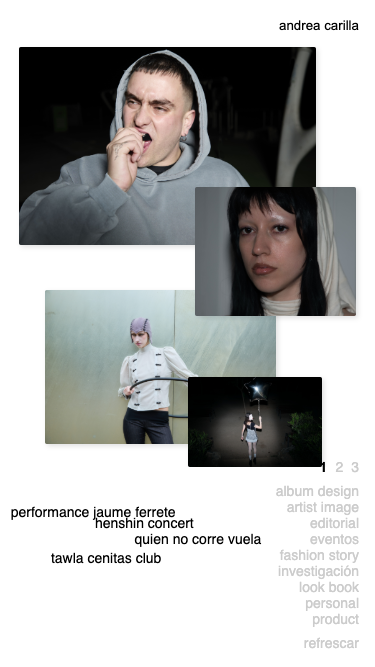 andrea carilla
1 2 3
album design
artist image
performance jaume ferrete
henshin concert
editorial
quien no corre vuela
eventos
tawla cenitas club
fashion story
investigación
look book
personal
product
refrescar